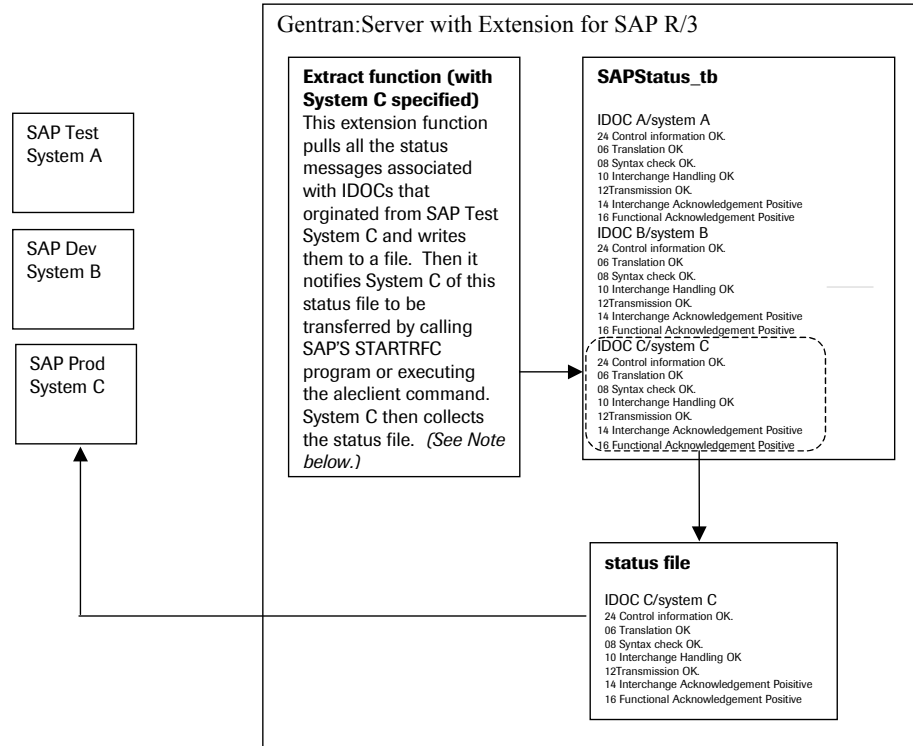 Gentran:Server with Extension for SAP R/3
SAP Test
System A
SAP Dev
System B
SAP Prod
System C
Extract function (with
System C specified)
This extension function
pulls all the status
messages associated
with IDOCs that
orginated from SAP Test
System C and writes
them to a file.  Then it
notifies System C of this
status file to be
transferred by calling
SAP'S STARTRFC
program or executing
the aleclient command.
System C then collects
the status file.  (See Note
below.)
SAPStatus_tb
IDOC A/system A
24 Control information OK.
06 Translation OK
08 Syntax check OK.
10 Interchange Handling OK
12Transmission OK.
14 Interchange Acknowledgement Positive
16 Functional Acknowledgement Positive
IDOC B/system B
24 Control information OK.
06 Translation OK
08 Syntax check OK.
10 Interchange Handling OK
12Transmission OK.
14 Interchange Acknowledgement Positive
16 Functional Acknowledgement Positive
IDOC C/system C
24 Control information OK.
06 Translation OK
08 Syntax check OK.
10 Interchange Handling OK
12Transmission OK.
14 Interchange Acknowledgement Positive
16 Functional Acknowledgement Positive
status file
IDOC C/system C
24 Control information OK.
06 Translation OK
08 Syntax check OK.
10 Interchange Handling OK
12Transmission OK.
14 Interchange Acknowledgement Poisitive
16 Functional Acknowledgement Positive